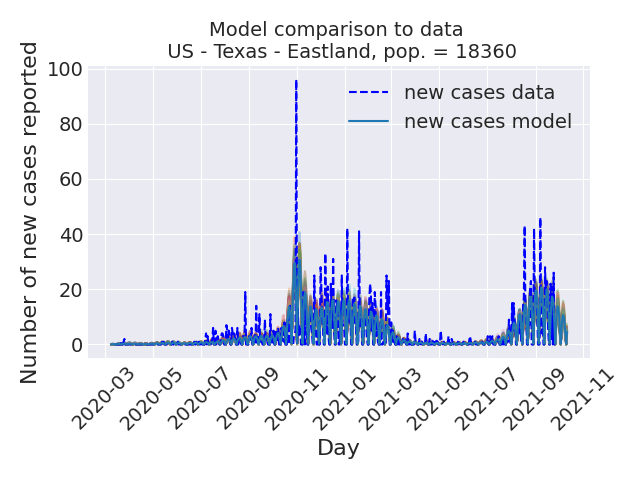 Model comparison to data
US - Texas - Eastland, pop. = 18360
Number of new cases reported
100
80
60
40
20
0
new cases data
new cases model
2020-03
2020-05
2020-07
2020-09
2020-11
2021-01
2021-03
2021-05
2021-07
2021-09
2021-11
Day